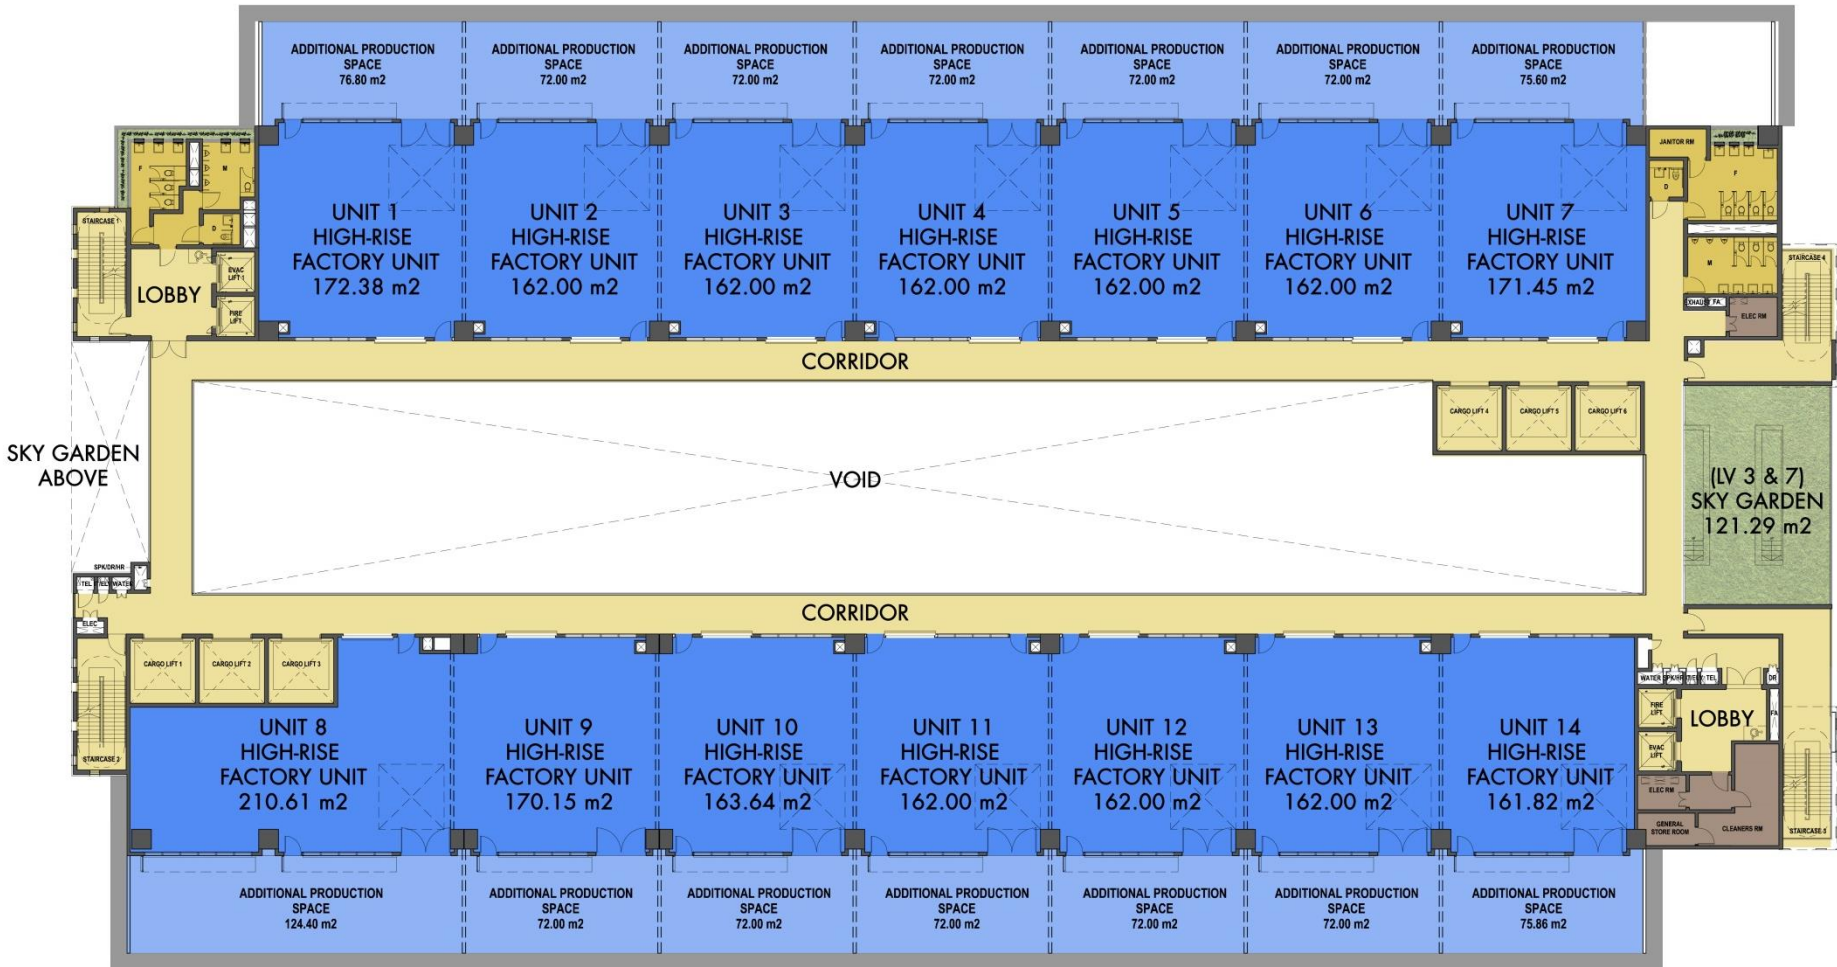 ADDITIONAL PRODUCTION
SPACE
76.80 m2
ADDITIONAL PRODUCTION
SPACE
72.00 m2
ADDITIONAL PRODUCTION
SPACE
72.00 m2
ADDITIONAL PRODUCTION
SPACE
72.00 m2
ADDITIONAL PRODUCTION
SPACE
72.00 m2
ADDITIONAL PRODUCTION
SPACE
72.00 m2
ADDITIONAL PRODUCTION
SPACE
75.60 m2
F
M
D
STAIRCASE 1
LOBBY
EVAC
LIFT 1
FIRE
LIFT
UNIT 1
HIGH-RISE
FACTORY UNIT
172.38 m2
UNIT 2
HIGH-RISE
FACTORY UNIT
162.00 m2
UNIT 3
HIGH-RISE
FACTORY UNIT
162.00 m2
UNIT 4
HIGH-RISE
FACTORY UNIT
162.00 m2
UNIT 5
HIGH-RISE
FACTORY UNIT
162.00 m2
UNIT 6
HIGH-RISE
FACTORY UNIT
162.00 m2
UNIT 7
HIGH-RISE
FACTORY UNIT
171.45 m2
JANITOR RM
D
F
M
STAIRCASE 4
EXHAUST
FA
ELEC RM
CORRIDOR
CARGO LIFT 4
CARGO LIFT 5
CARGO LIFT 6
SKY GARDEN
ABOVE
VOID
(LV 3 & 7)
SKY GARDEN
121.29 m2
SPK/DR/HR
TEL
WATER
ELEC
CORRIDOR
CARGO LIFT 1
CARGO LIFT 2
CARGO LIFT 3
STAIRCASE 2
UNIT 8
HIGH-RISE
FACTORY UNIT
210.61 m2
UNIT 9
HIGH-RISE
FACTORY UNIT
170.15 m2
UNIT 10
HIGH-RISE
FACTORY UNIT
163.64 m2
UNIT 11
HIGH-RISE
FACTORY UNIT
162.00 m2
UNIT 12
HIGH-RISE
FACTORY UNIT
162.00 m2
UNIT 13
HIGH-RISE
FACTORY UNIT
162.00 m2
UNIT 14
HIGH-RISE
FACTORY UNIT
161.82 m2
WATER
SPK/HR
TEL
DR
FIRE
LIFT
LOBBY
FA
EVAC
LIFT
ELEC RM
GENERAL
STORE ROOM
CLEANERS RM
STAIRCASE 3
ADDITIONAL PRODUCTION
SPACE
124.40 m2
ADDITIONAL PRODUCTION
SPACE
72.00 m2
ADDITIONAL PRODUCTION
SPACE
72.00 m2
ADDITIONAL PRODUCTION
SPACE
72.00 m2
ADDITIONAL PRODUCTION
SPACE
72.00 m2
ADDITIONAL PRODUCTION
SPACE
72.00 m2
ADDITIONAL PRODUCTION
SPACE
75.86 m2